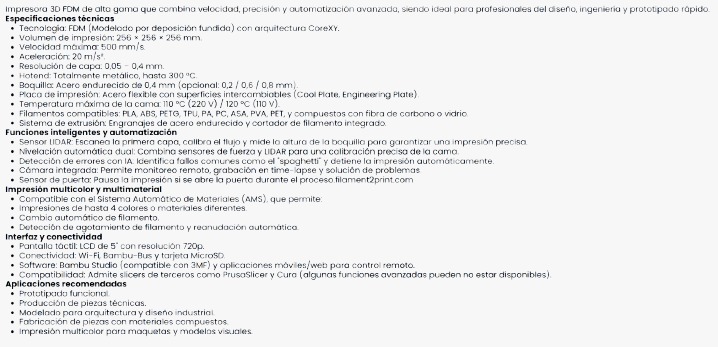 Impresora 3D FDM de alta gama que combina velocidad, precisión y automatización avanzada, siendo ideal para profesionales del diseño, ingeniería y prototipado rápido.
Especificaciones técnicas
• Tecnología: FDM (Modelado por deposición fundida) con arquitectura CoreXY.
• Volumen de impresión: 256 × 256 × 256 mm.
• Velocidad máxima: 500 mm/s.
• Aceleración: 20 m/s².
• Resolución de capa: 0,05 – 0,4 mm.
• Hotend: Totalmente metálico, hasta 300 °C.
• Boquilla: Acero endurecido de 0,4 mm (opcional: 0,2 / 0,6 / 0,8 mm).
• Placa de impresión: Acero flexible con superficies intercambiables (Cool Plate, Engineering Plate).
• Temperatura máxima de la cama: 110 °C (220 V) / 120 °C (110 V).
• Filamentos compatibles: PLA, ABS, PETG, TPU, PA, PC, ASA, PVA, PET, y compuestos con fibra de carbono o vidrio.
• Sistema de extrusión: Engranajes de acero endurecido y cortador de filamento integrado.
Funciones inteligentes y automatización
• Sensor LIDAR: Escanea la primera capa, calibra el flujo y mide la altura de la boquilla para garantizar una impresión precisa.
• Nivelación automática dual: Combina sensores de fuerza y LIDAR para una calibración precisa de la cama.
• Detección de errores con IA: Identifica fallos comunes como el "spaghetti" y detiene la impresión automáticamente.
• Cámara integrada: Permite monitoreo remoto, grabación en time-lapse y solución de problemas.
• Sensor de puerta: Pausa la impresión si se abre la puerta durante el proceso.filament2print.com
Impresión multicolor y multimaterial
• Compatible con el Sistema Automático de Materiales (AMS), que permite:
• Impresiones de hasta 4 colores o materiales diferentes.
• Cambio automático de filamento.
• Detección de agotamiento de filamento y reanudación automática.
Interfaz y conectividad
• Pantalla táctil: LCD de 5" con resolución 720p.
• Conectividad: Wi-Fi, Bambu-Bus y tarjeta MicroSD.
• Software: Bambu Studio (compatible con 3MF) y aplicaciones móviles/web para control remoto.
• Compatibilidad: Admite slicers de terceros como PrusaSlicer y Cura (algunas funciones avanzadas pueden no estar disponibles).
Aplicaciones recomendadas
• Prototipado funcional.
• Producción de piezas técnicas.
• Modelado para arquitectura y diseño industrial.
• Fabricación de piezas con materiales compuestos.
• Impresión multicolor para maquetas y modelos visuales.